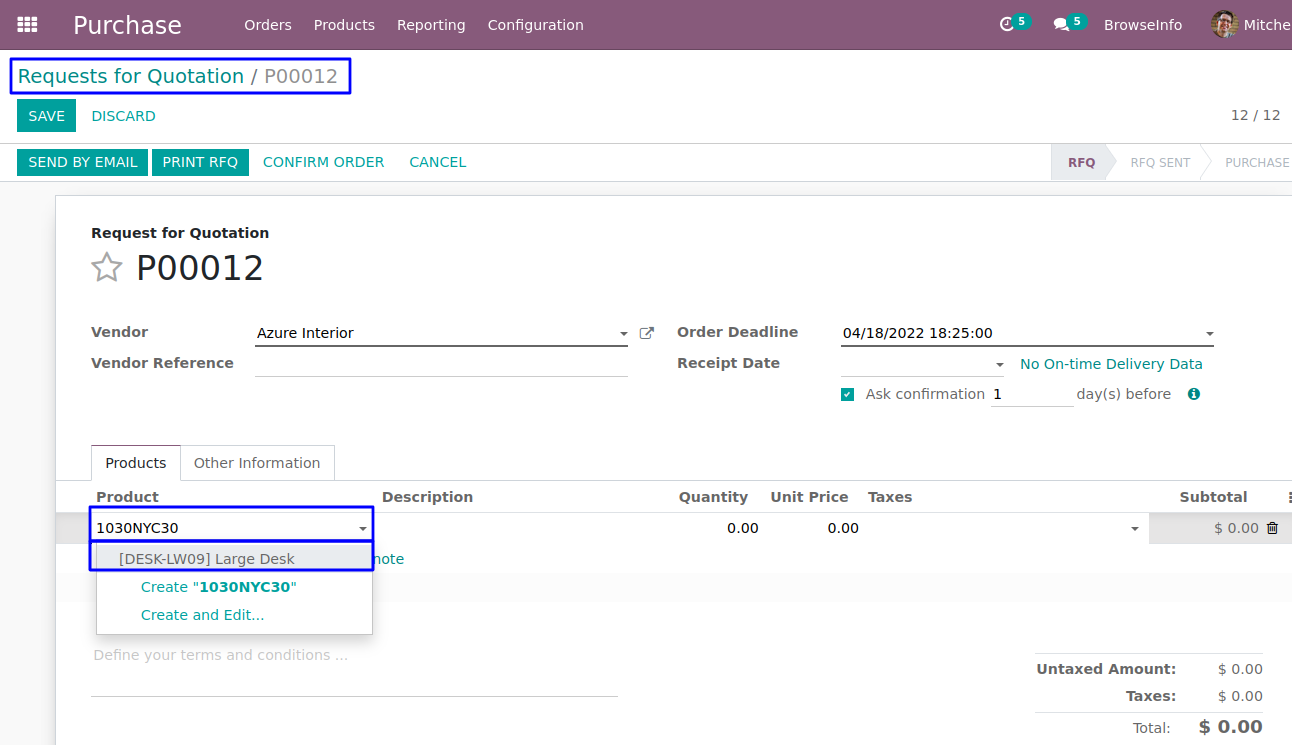 Purchase Orders Products Reporting Configuration 5 5 BrowseInfo Mitche
Requests for Quotation / P00012
SAVE DISCARD 12 / 12
SEND BY EMAIL PRINT RFQ CONFIRM ORDER CANCEL RFQ RFQ SENT PURCHASE
Request for Quotation
P00012
Vendor Azure Interior Order Deadline 04/18/2022 18:25:00
Vendor Reference Receipt Date No On-time Delivery Data
Ask confirmation 1 day(s) before
Products Other Information
Product Description Quantity Unit Price Taxes Subtotal
1030NYC30 0.00 0.00 $ 0.00
[DESK-LW09] Large Desk note
Create "1030NYC30"
Create and Edit...
Define your terms and conditions ...
Untaxed Amount: $ 0.00
Taxes: $ 0.00
Total: $ 0.00